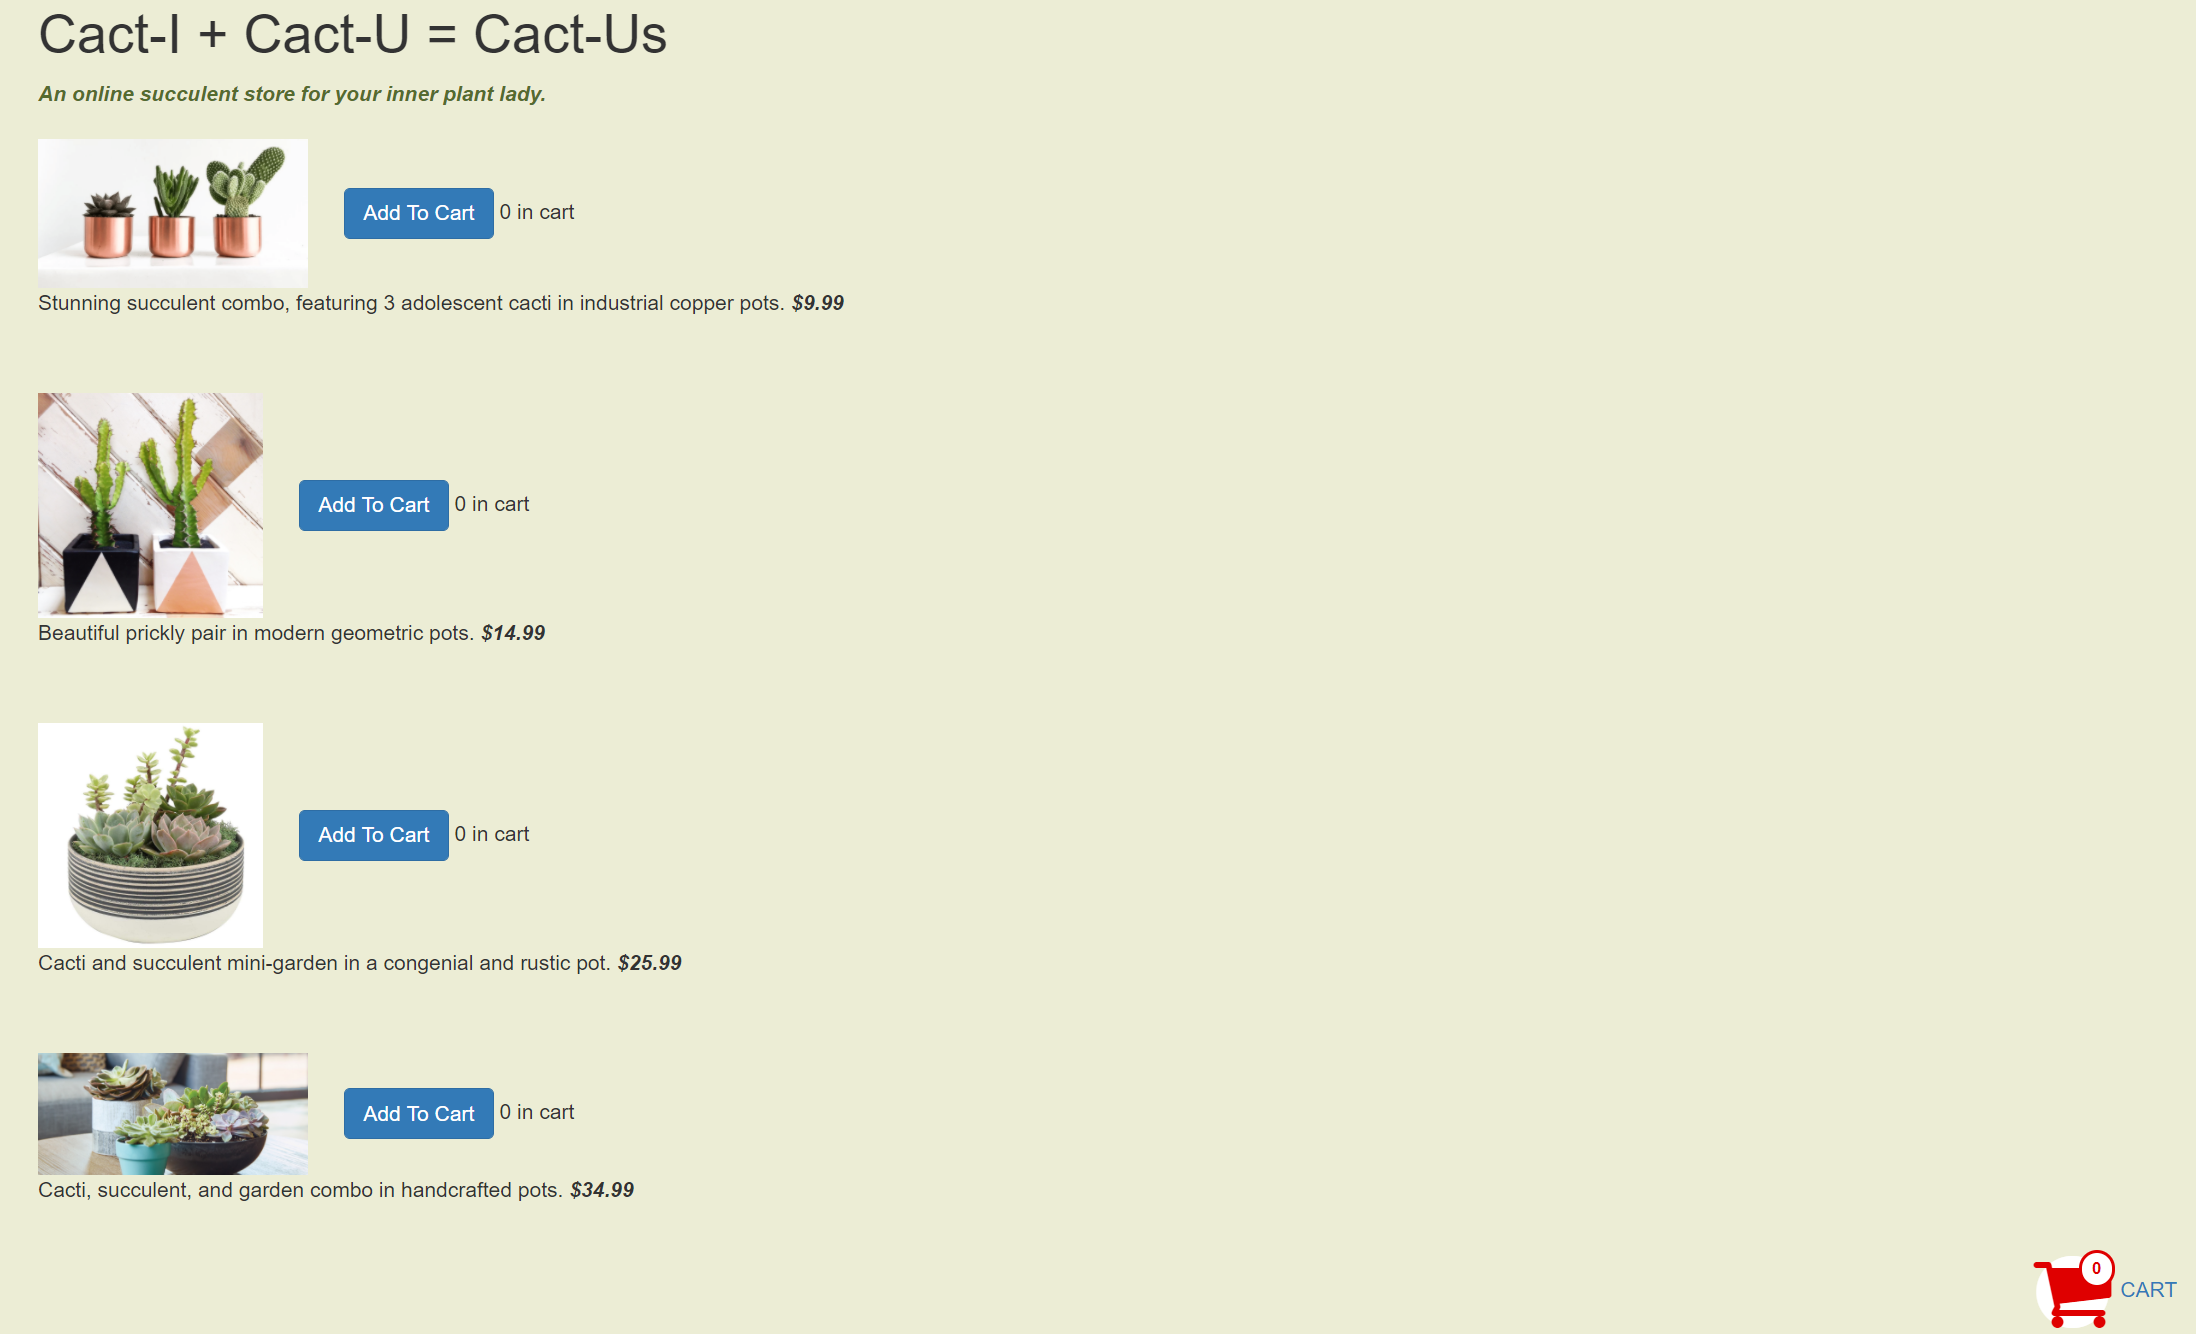 Cact-I + Cact-U = Cact-Us
An online succulent store for your inner plant lady.
Add To Cart 0 in cart
Stunning succulent combo, featuring 3 adolescent cacti in industrial copper pots. $9.99
Add To Cart 0 in cart
Beautiful prickly pair in modern geometric pots. $14.99
Add To Cart 0 in cart
Cacti and succulent mini-garden in a congenial and rustic pot. $25.99
Add To Cart 0 in cart
Cacti, succulent, and garden combo in handcrafted pots. $34.99
0
CART